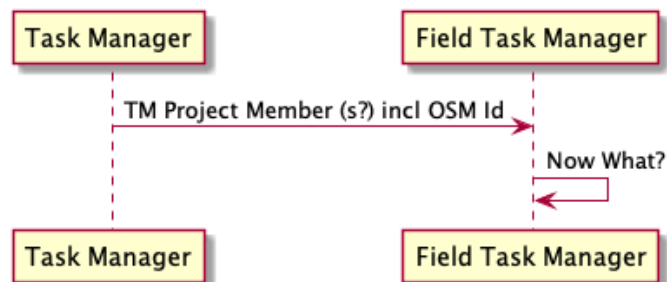 Task Manager
Field Task Manager
TM Project Member (s?) incl OSM Id
Now What?
Task Manager
Field Task Manager